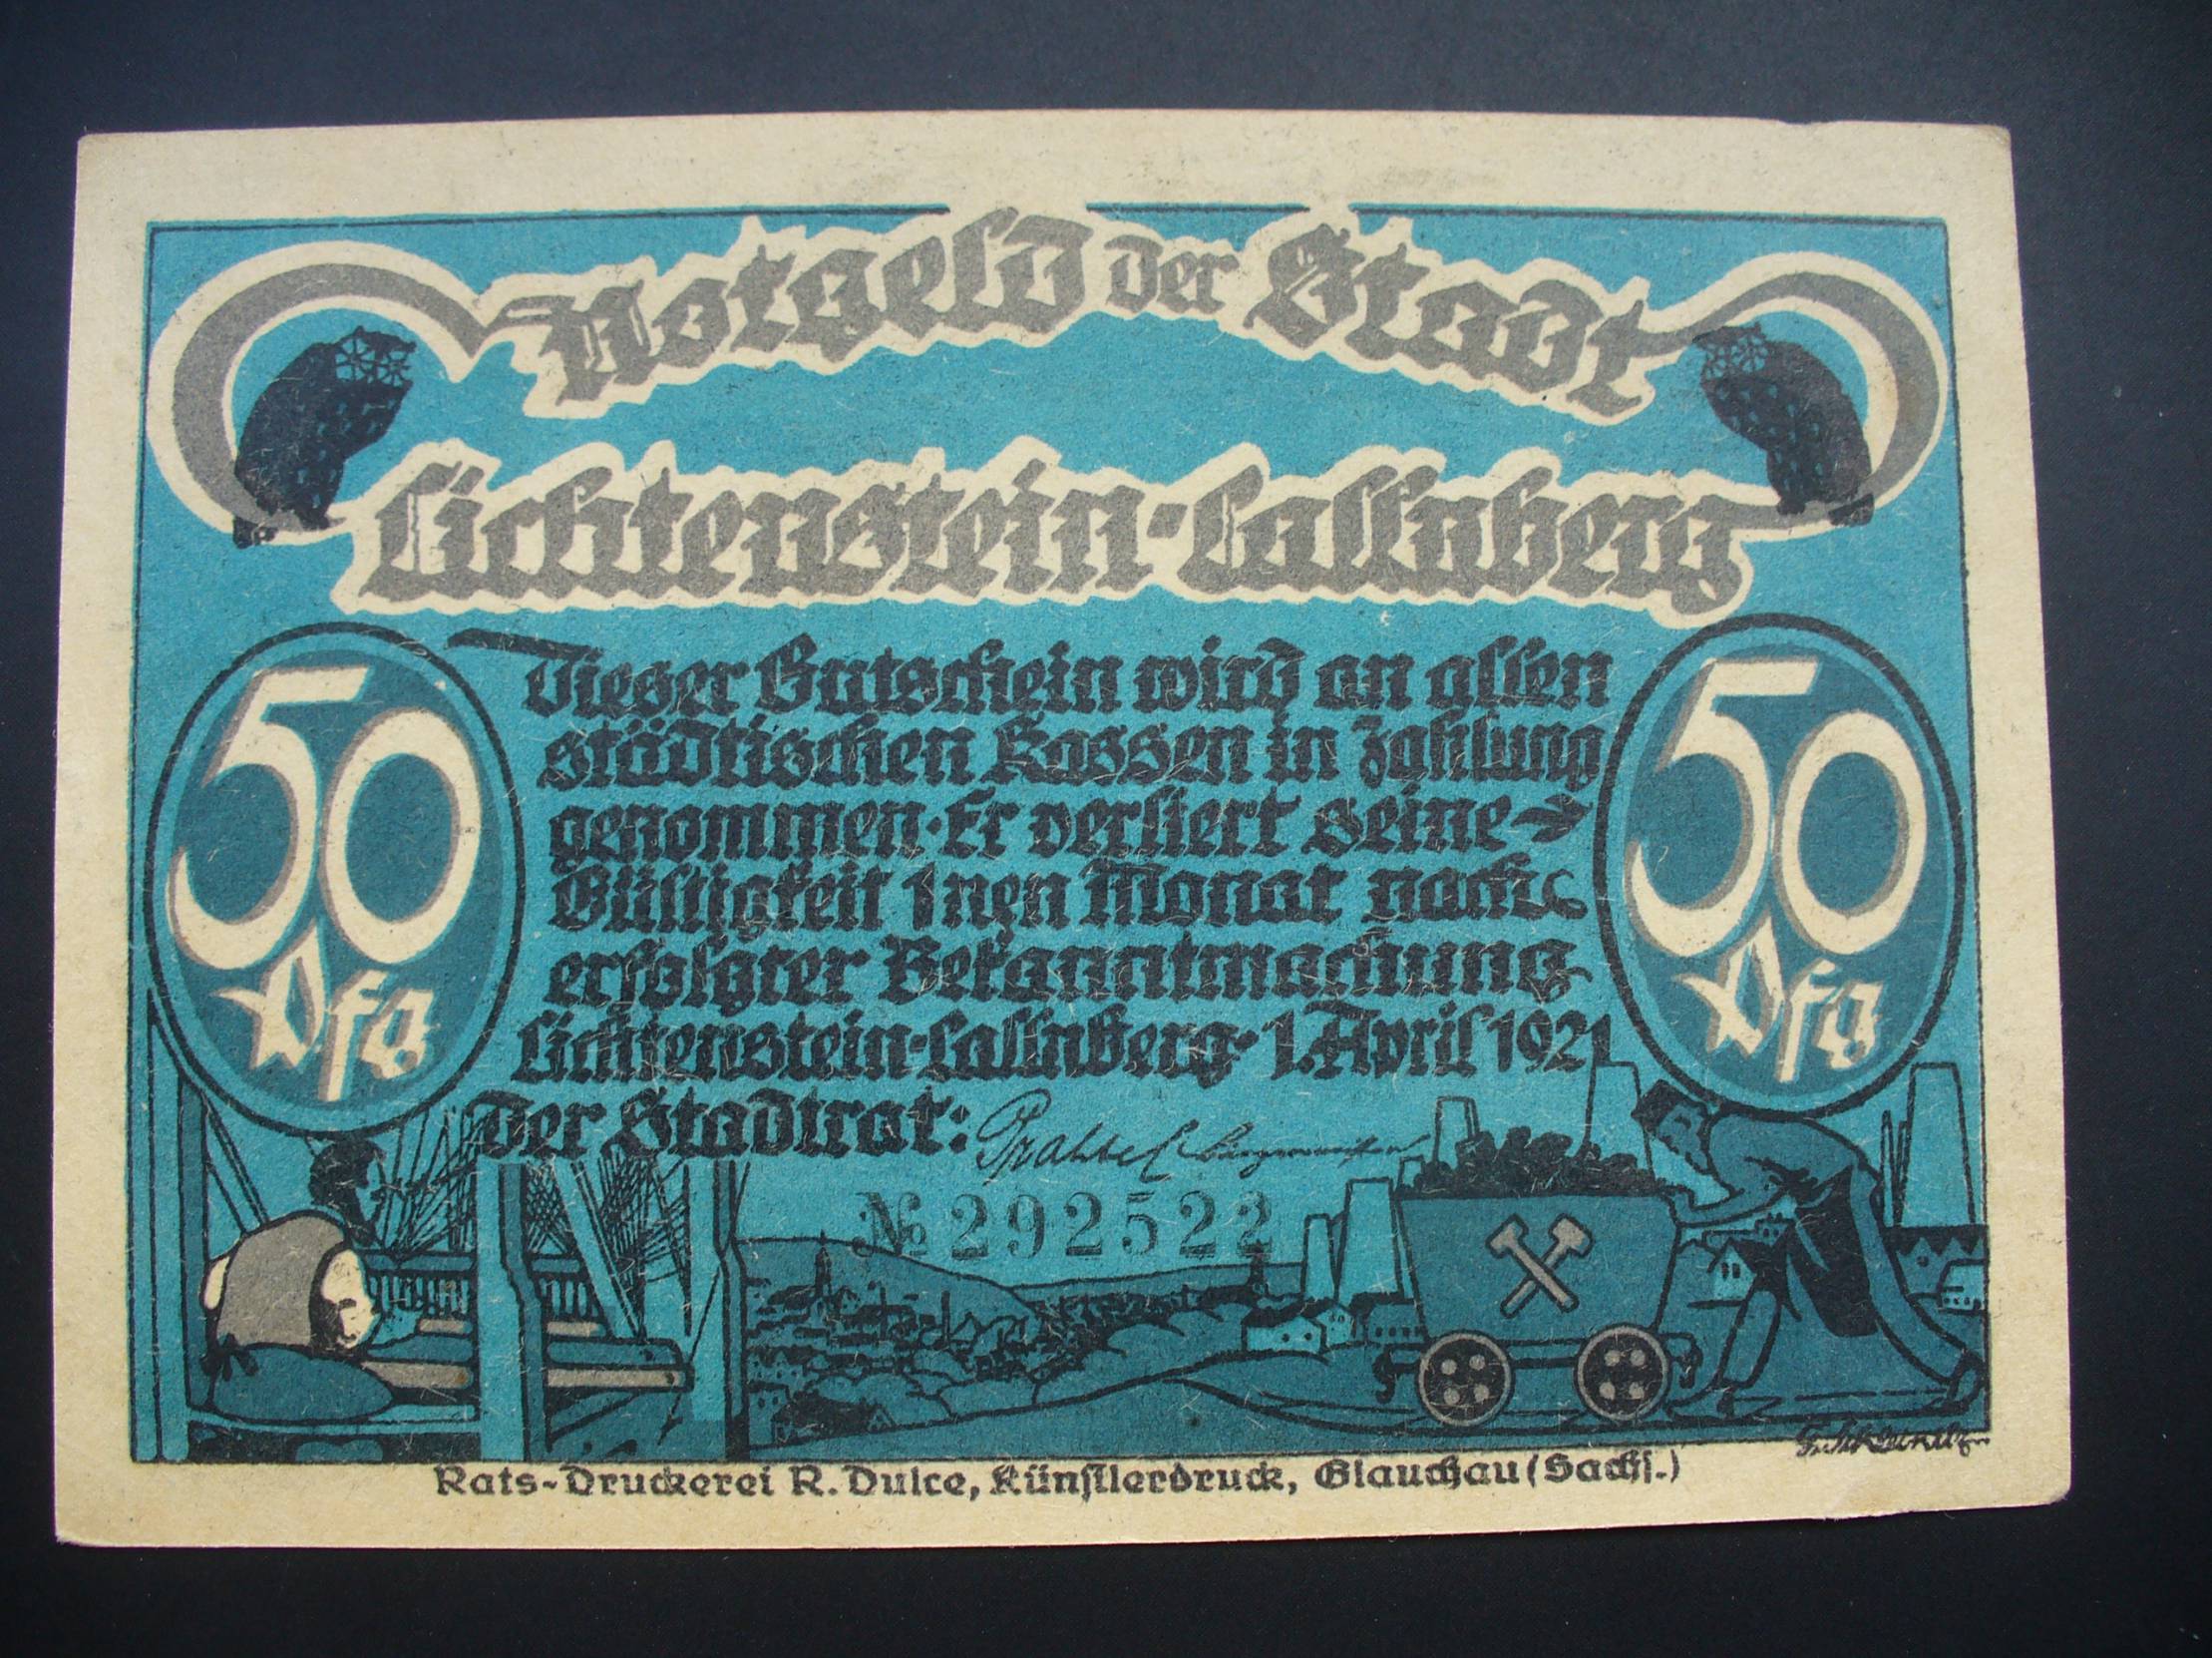 Notgeld der Stadt
Lichtenstein-Callnberg
50
Pfg.
50
Pfg.
Dieser Gutschein wird an allen
städtischen Kassen in Zahlung
genommen. Er verliert seine
Gültigkeit 1 nen Monat nach
erfolgter Bekanntmachung
Lichtenstein-Callnberg. 1. April 1921
Der Stadtrat:
№ 292522
Rats-Druckerei R. Dulce, Künstlerdruck, Glauchau (Sachs.)